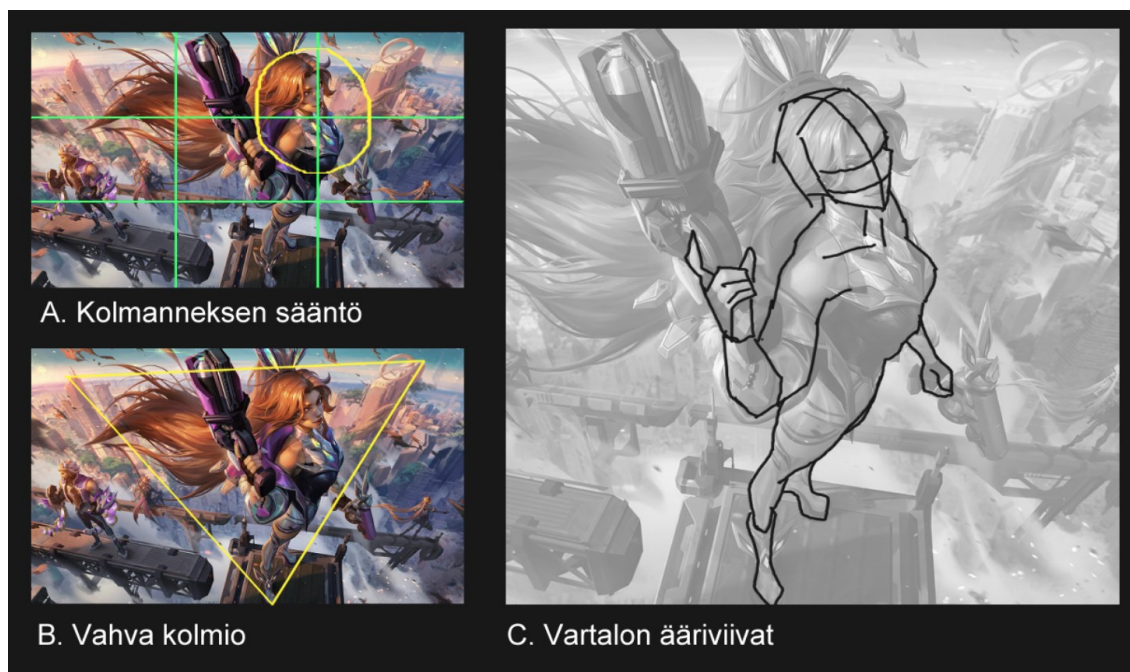 A. Kolmanneksen sääntö
B. Vahva kolmio
C. Vartalon ääriviivat